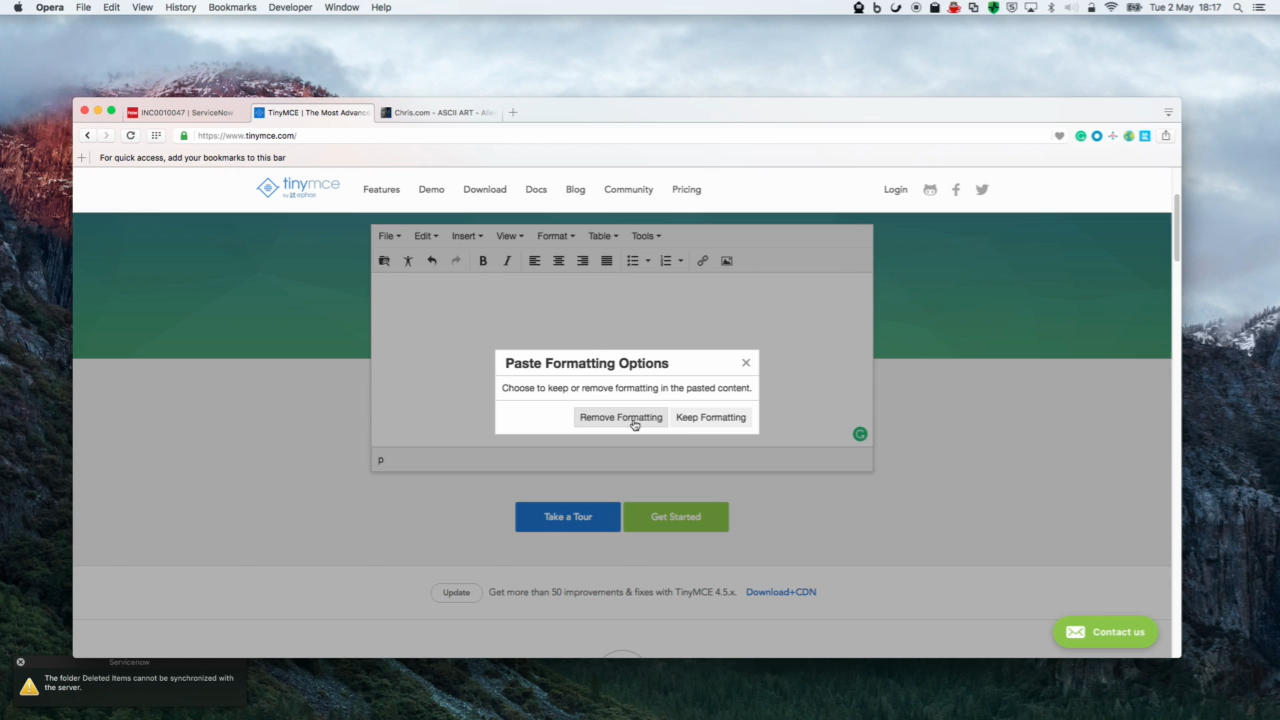 Opera File Edit View History Bookmarks Developer Window Help Tue 2 May 18:17
INC0010047 | ServiceNow TinyMCE | The Most Advanc Chris.com - ASCII ART - Alie
https://www.tinymce.com/
For quick access, add your bookmarks to this bar
tinymce Features Demo Download Docs Blog Community Pricing Login
by ephox
File Edit Insert View Format Table Tools
B I
Paste Formatting Options
Choose to keep or remove formatting in the pasted content.
Remove Formatting Keep Formatting
p
Take a Tour Get Started
Update Get more than 50 improvements & fixes with TinyMCE 4.5.x. Download+CDN
Contact us
Servicenow
The folder Deleted Items cannot be synchronized with
the server.